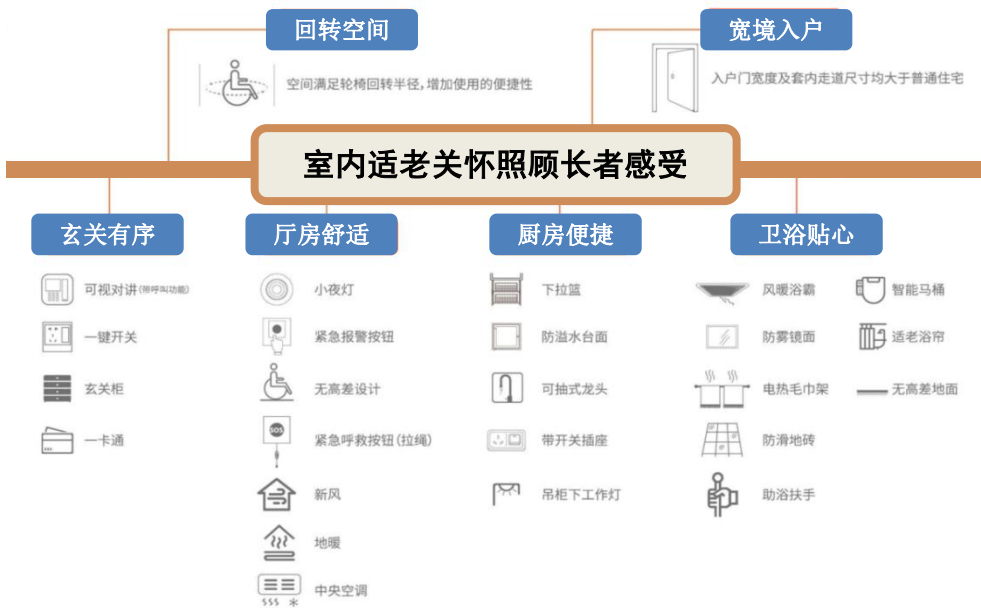 回转空间
宽境入户
空间满足轮椅回转半径，增加使用的便捷性
入户门宽度及套内走道尺寸均大于普通住宅
室内适老关怀照顾长者感受
玄关有序
可视对讲(带呼叫功能)
一键开关
玄关柜
一卡通
厅房舒适
小夜灯
紧急报警按钮
无高差设计
SOS
紧急呼救按钮(拉绳)
新风
地暖
中央空调
厨房便捷
下拉篮
防溢水台面
可抽式龙头
带开关插座
吊柜下工作灯
卫浴贴心
风暖浴霸
防雾镜面
电热毛巾架
防滑地砖
助浴扶手
智能马桶
适老浴帘
无高差地面